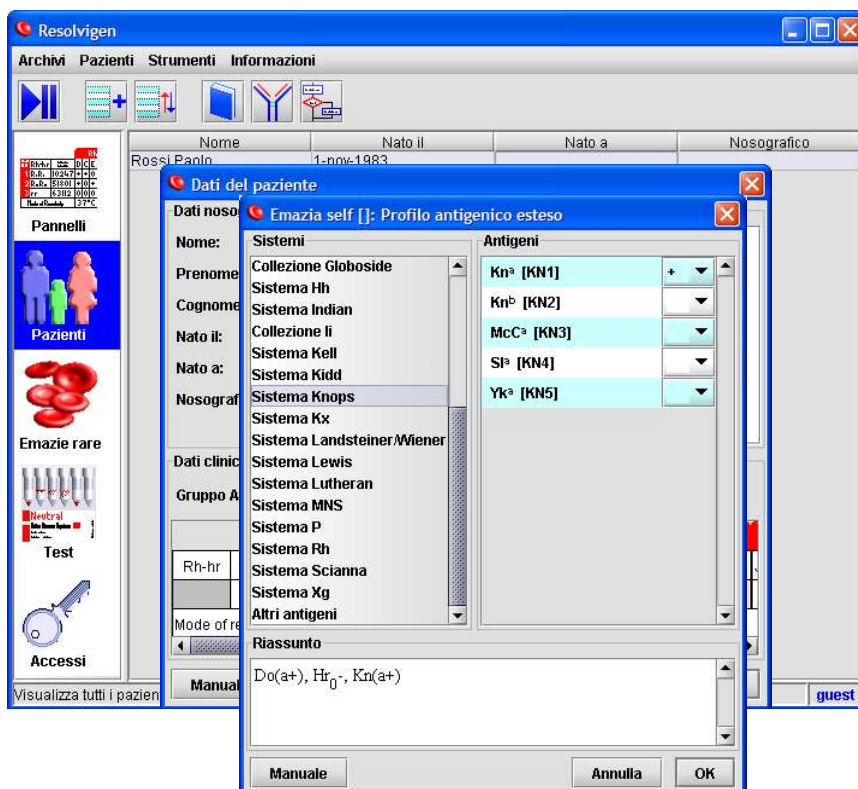 Resolvigen
Archivi Pazienti Strumenti Informazioni
Nome Nato il Nato a Nosografico
Rossi Paolo 1-nov-1983
Pannelli
Pazienti
Emazie rare
Neutral
Test
Accessi
Dati del paziente
Dati noso
Nome:
Prenome
Cognome
Nato il:
Nato a:
Nosograf
Dati clinic
Gruppo A
Rh-hr
Mode of re
Manual
Emazia self []: Profilo antigenico esteso
Sistemi
Collezione Globoside
Sistema Hh
Sistema Indian
Collezione Ii
Sistema Kell
Sistema Kidd
Sistema Knops
Sistema Kx
Sistema Landsteiner/Wiener
Sistema Lewis
Sistema Lutheran
Sistema MNS
Sistema P
Sistema Rh
Sistema Scianna
Sistema Xg
Altri antigeni
Antigeni
Knᵃ [KN1] +
Knᵇ [KN2]
McCᵃ [KN3]
Slᵃ [KN4]
Ykᵃ [KN5]
Riassunto
Do(a+), Hr₀-, Kn(a+)
Manuale Annulla OK
Visualizza tutti i pazien
guest